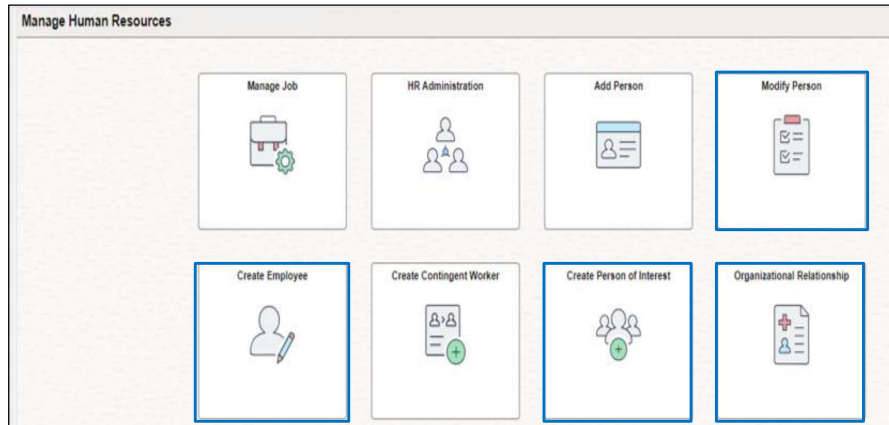 Manage Human Resources
Manage Job
HR Administration
Add Person
Modify Person
Create Employee
Create Contingent Worker
Create Person of Interest
Organizational Relationship